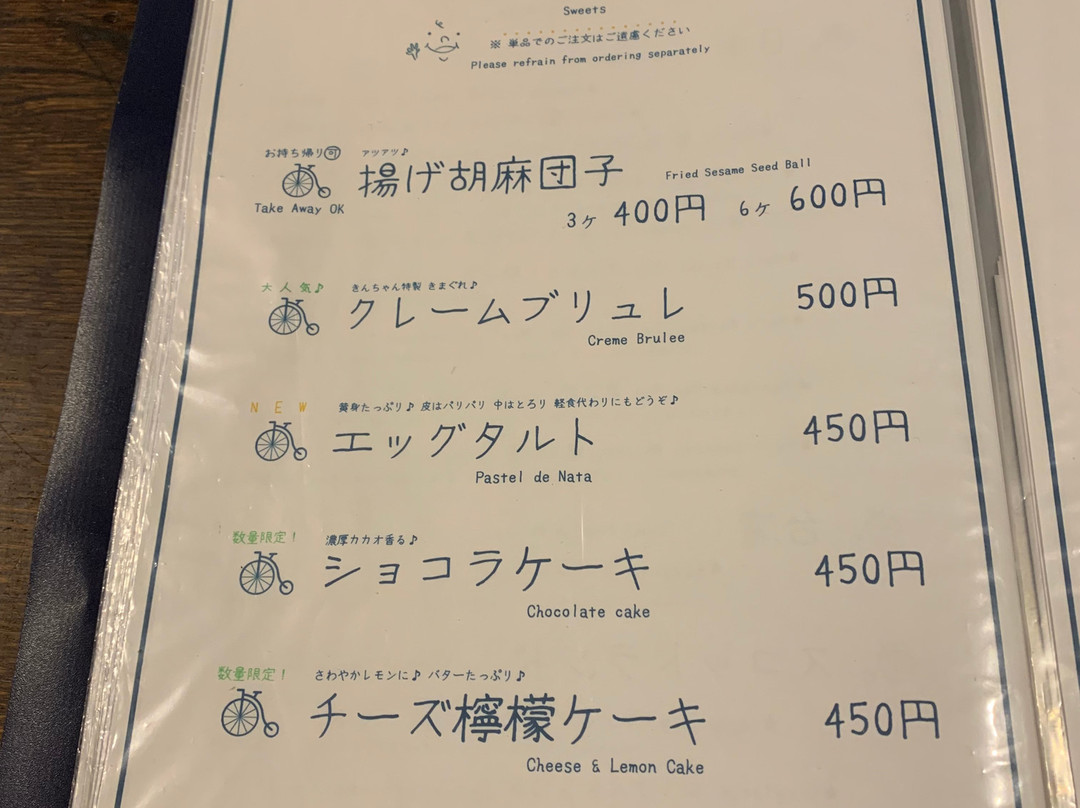 Sweets
※ 単品でのご注文はご遠慮ください
Please refrain from ordering separately
お持ち帰り可 アツアツ♪
揚げ胡麻団子 Fried Sesame Seed Ball
Take Away OK
3ケ 400円 6ケ 600円
大人気♪ きんちゃん特製 きまぐれ♪
クレームブリュレ 500円
Creme Brulee
NEW 黄身たっぷり♪ 皮はパリパリ 中はとろり 軽食代わりにもどうぞ♪
エッグタルト 450円
Pastel de Nata
数量限定! 濃厚カカオ香る♪
ショコラケーキ 450円
Chocolate cake
数量限定! さわやかレモンに♪ バターたっぷり♪
チーズ檸檬ケーキ 450円
Cheese & Lemon Cake